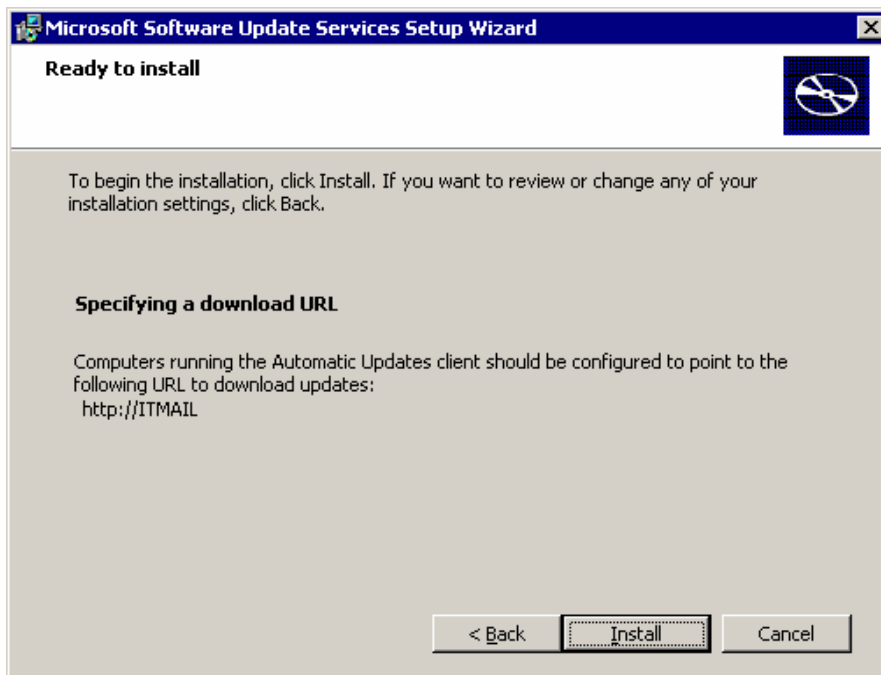 Microsoft Software Update Services Setup Wizard
Ready to install
To begin the installation, click Install. If you want to review or change any of your
installation settings, click Back.
Specifying a download URL
Computers running the Automatic Updates client should be configured to point to the
following URL to download updates:
http://ITMAIL
< Back Install Cancel